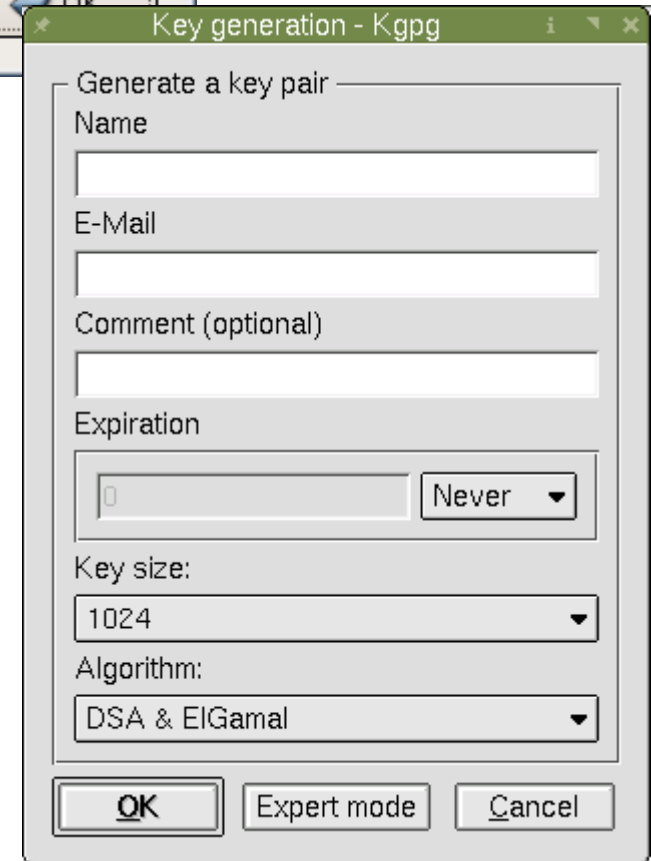 Key generation - Kgpg
Generate a key pair
Name
E-Mail
Comment (optional)
Expiration
0 Never
Key size:
1024
Algorithm:
DSA & ElGamal
OK Expert mode Cancel